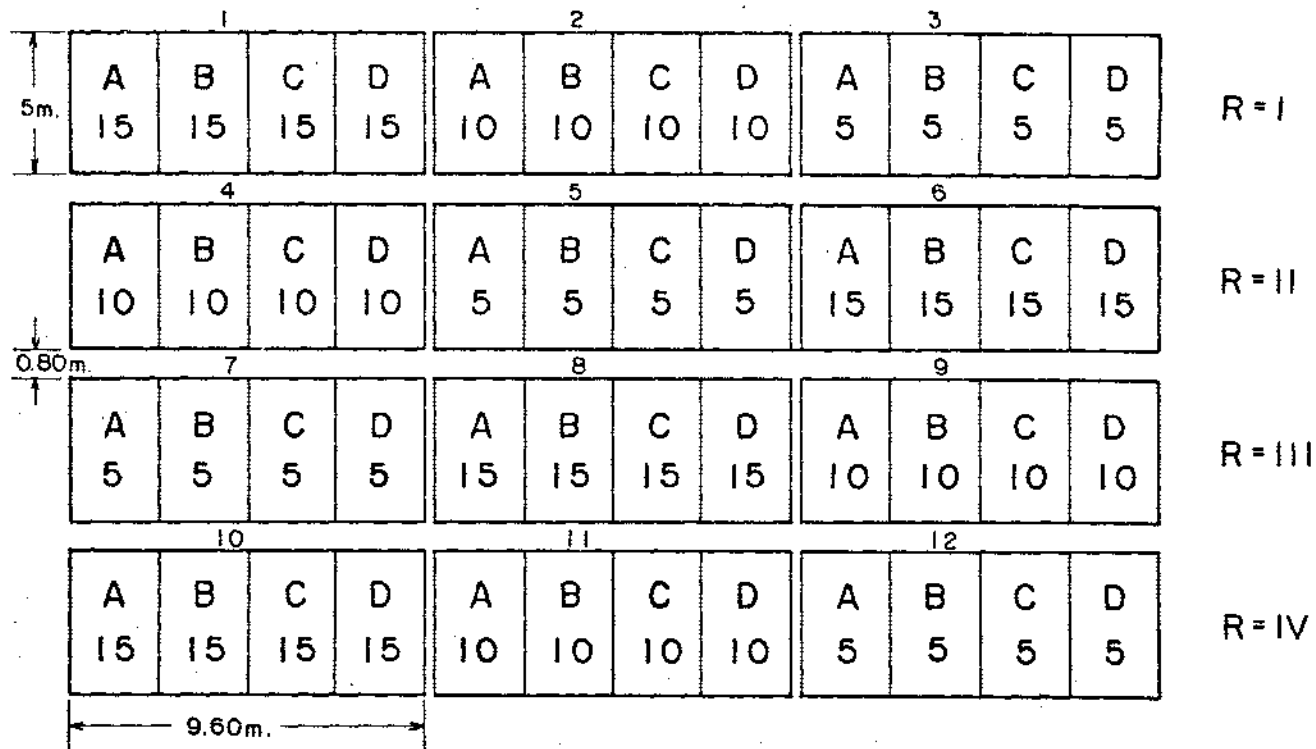 1 2 3
A B C D A B C D A B C D
5m. R = I
15 15 15 15 10 10 10 10 5 5 5 5
4 5 6
A B C D A B C D A B C D
R = II
10 10 10 10 5 5 5 5 15 15 15 15
0.80m. 7 8 9
A B C D A B C D A B C D
R = III
5 5 5 5 15 15 15 15 10 10 10 10
10 11 12
A B C D A B C D A B C D
R = IV
15 15 15 15 10 10 10 10 5 5 5 5
9.60m.